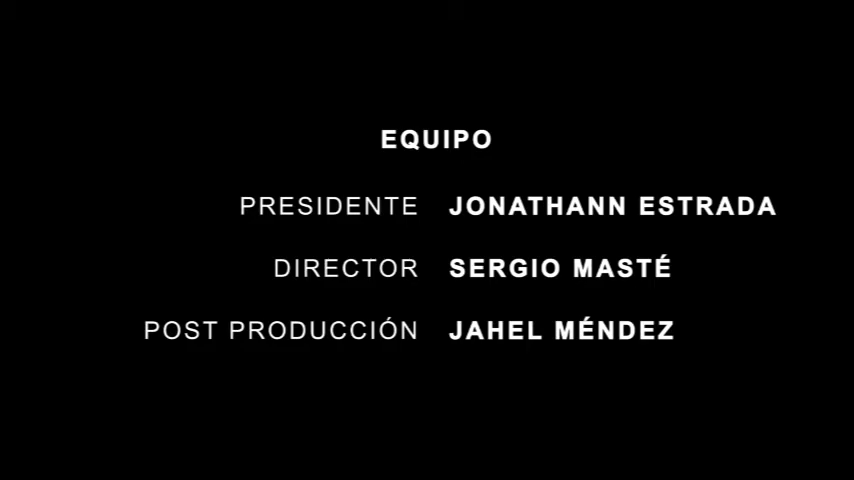 EQUIPO
PRESIDENTE JONATHANN ESTRADA
DIRECTOR SERGIO MASTÉ
POST PRODUCCIÓN JAHEL MÉNDEZ